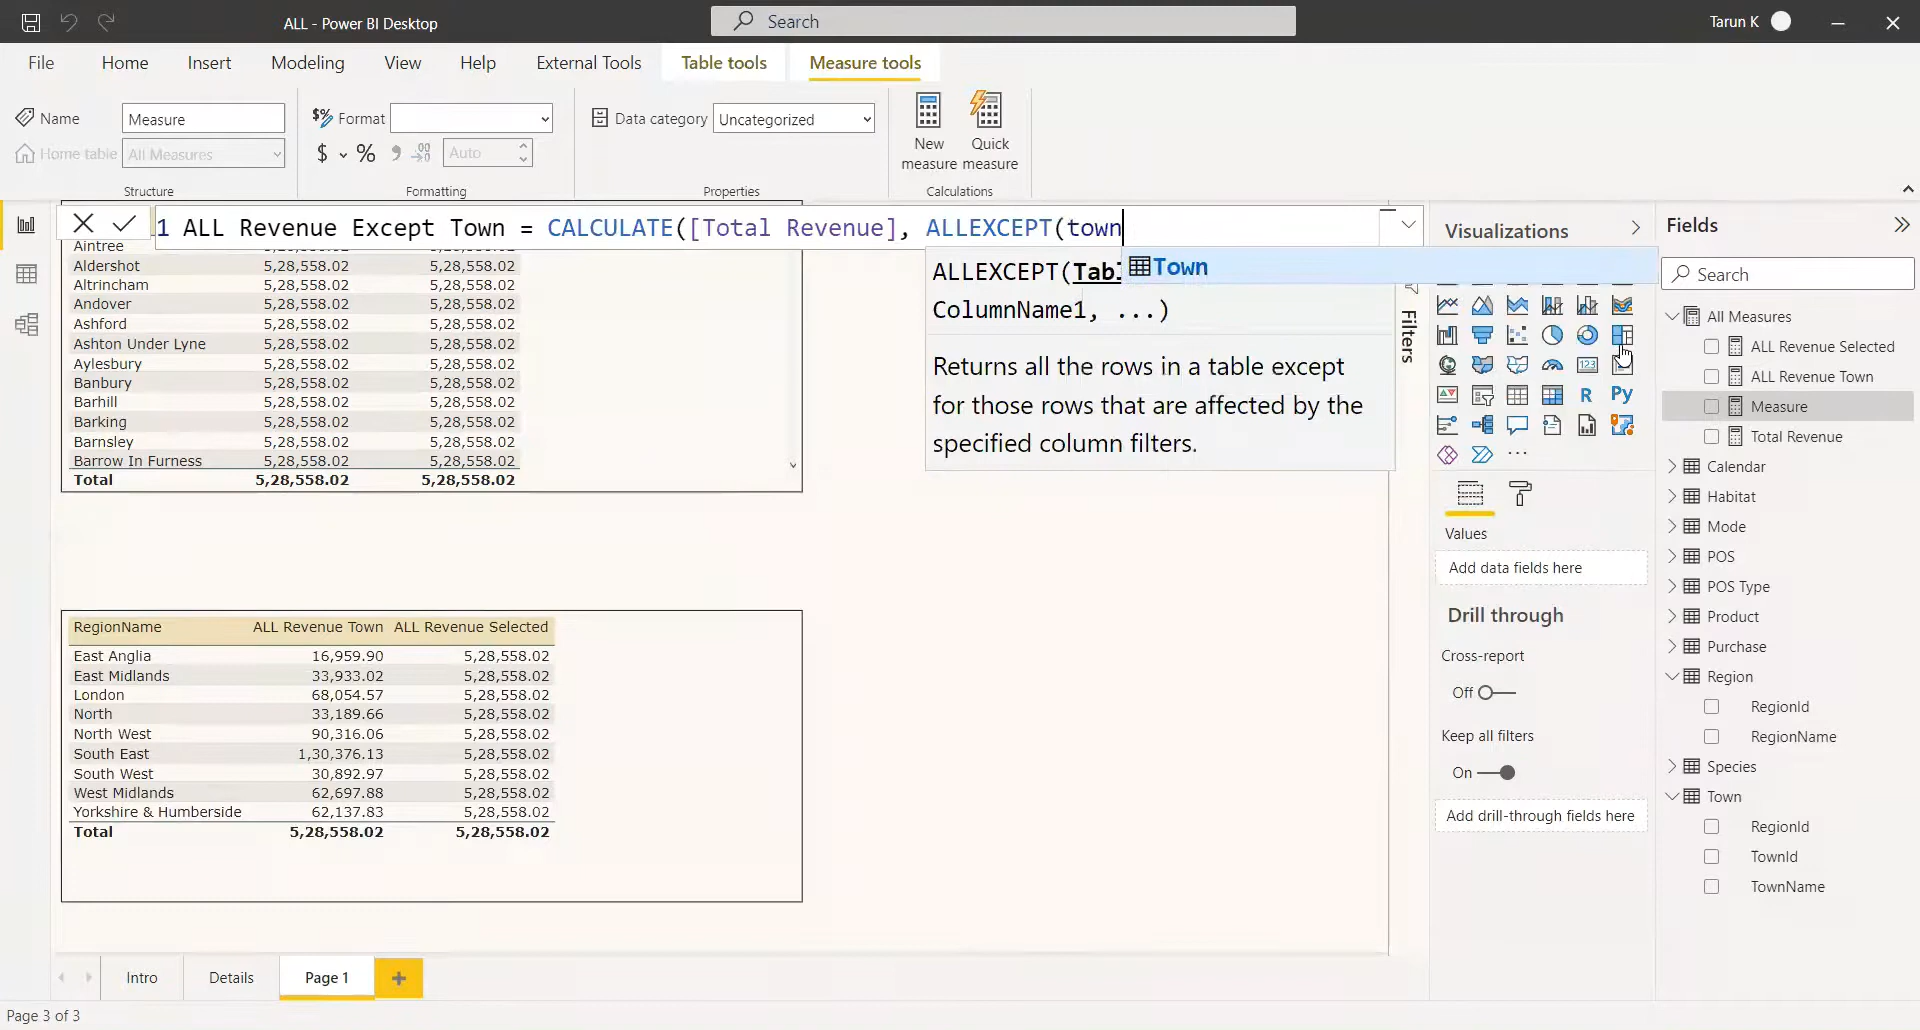 ALL - Power BI Desktop
Search
Tarun K
File Home Insert Modeling View Help External Tools Table tools Measure tools
Name Measure
Home table All Measures
Structure
Format
$ % 9 .00 Auto
Formatting
Data category Uncategorized
Properties
New measure
Quick measure
Calculations
1 ALL Revenue Except Town = CALCULATE([Total Revenue], ALLEXCEPT(town
Town
ALLEXCEPT(Tabl
ColumnName1, ...)
Returns all the rows in a table except
for those rows that are affected by the
specified column filters.
Aintree
Aldershot 5,28,558.02 5,28,558.02
Altrincham 5,28,558.02 5,28,558.02
Andover 5,28,558.02 5,28,558.02
Ashford 5,28,558.02 5,28,558.02
Ashton Under Lyne 5,28,558.02 5,28,558.02
Aylesbury 5,28,558.02 5,28,558.02
Banbury 5,28,558.02 5,28,558.02
Barhill 5,28,558.02 5,28,558.02
Barking 5,28,558.02 5,28,558.02
Barnsley 5,28,558.02 5,28,558.02
Barrow In Furness 5,28,558.02 5,28,558.02
Total 5,28,558.02 5,28,558.02
RegionName ALL Revenue Town ALL Revenue Selected
East Anglia 16,959.90 5,28,558.02
East Midlands 33,933.02 5,28,558.02
London 68,054.57 5,28,558.02
North 33,189.66 5,28,558.02
North West 90,316.06 5,28,558.02
South East 1,30,376.13 5,28,558.02
South West 30,892.97 5,28,558.02
West Midlands 62,697.88 5,28,558.02
Yorkshire & Humberside 62,137.83 5,28,558.02
Total 5,28,558.02 5,28,558.02
Filters
Visualizations
123
R Py
Values
Add data fields here
Drill through
Cross-report
Off
Keep all filters
On
Add drill-through fields here
Fields
Search
All Measures
ALL Revenue Selected
ALL Revenue Town
Measure
Total Revenue
Calendar
Habitat
Mode
POS
POS Type
Product
Purchase
Region
RegionId
RegionName
Species
Town
RegionId
TownId
TownName
Intro Details Page 1 +
Page 3 of 3